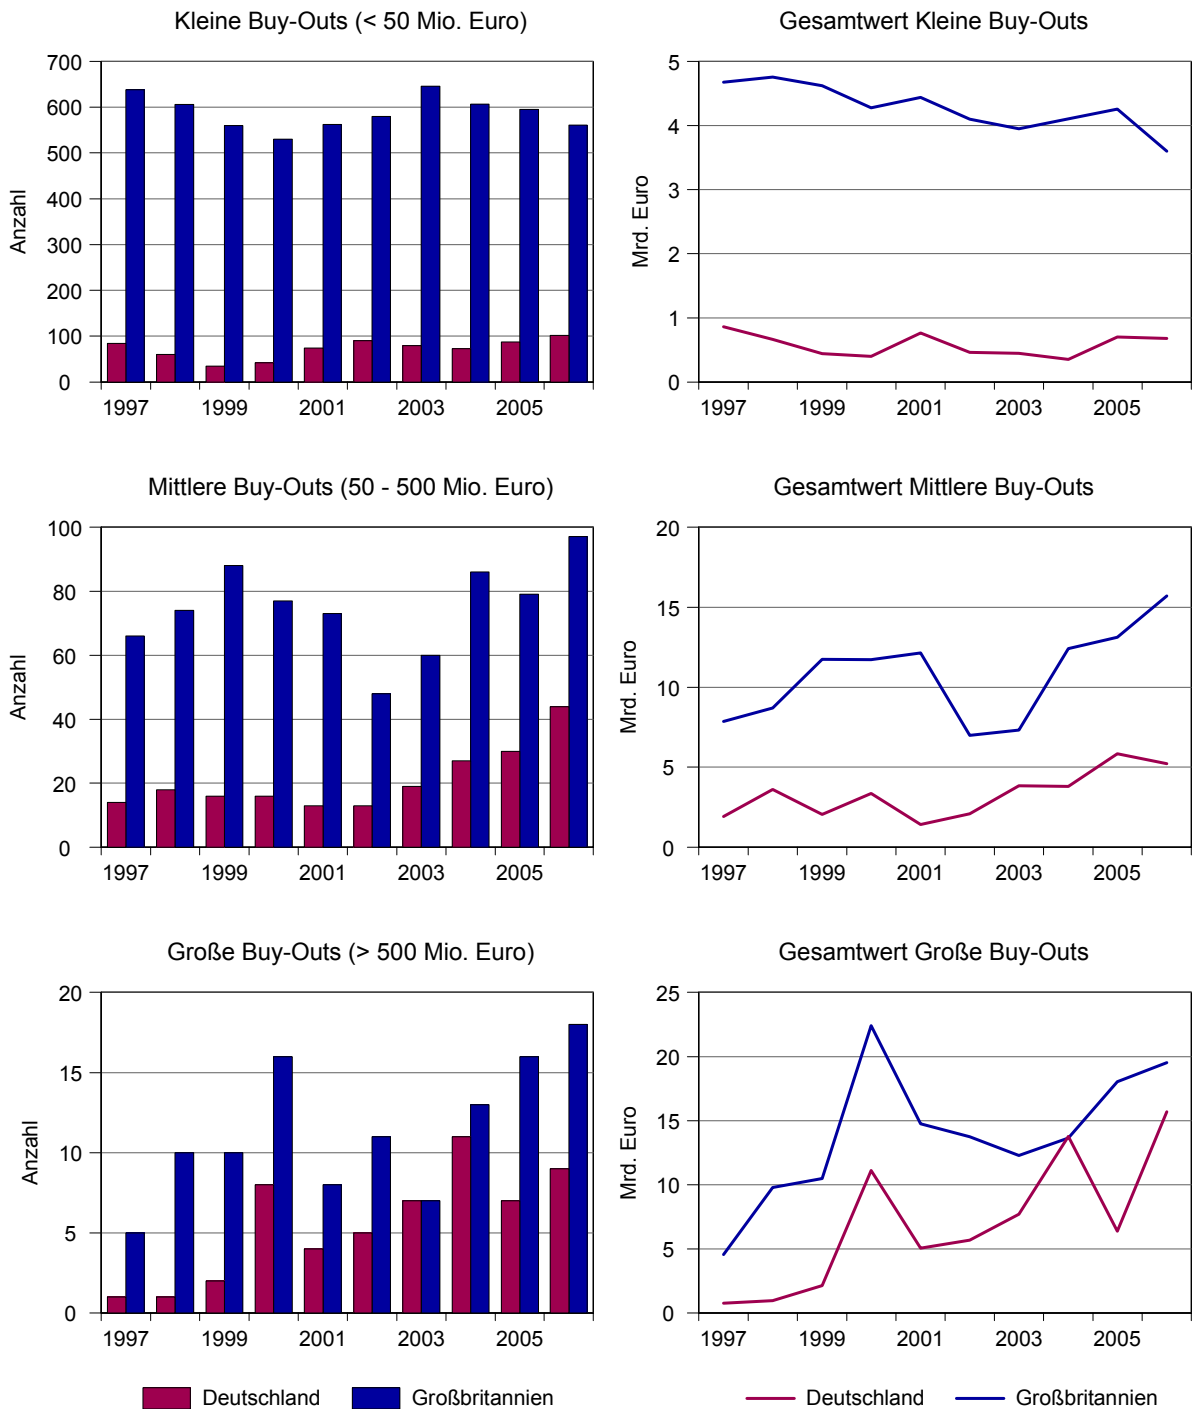 Kleine Buy-Outs (< 50 Mio. Euro)
Anzahl
700
600
500
400
300
200
100
0
1997 1999 2001 2003 2005
Gesamtwert Kleine Buy-Outs
Mrd. Euro
5
4
3
2
1
0
1997 1999 2001 2003 2005
Mittlere Buy-Outs (50 - 500 Mio. Euro)
Anzahl
100
80
60
40
20
0
1997 1999 2001 2003 2005
Gesamtwert Mittlere Buy-Outs
Mrd. Euro
20
15
10
5
0
1997 1999 2001 2003 2005
Große Buy-Outs (> 500 Mio. Euro)
Anzahl
20
15
10
5
0
1997 1999 2001 2003 2005
Gesamtwert Große Buy-Outs
Mrd. Euro
25
20
15
10
5
0
1997 1999 2001 2003 2005
Deutschland Großbritannien
Deutschland Großbritannien